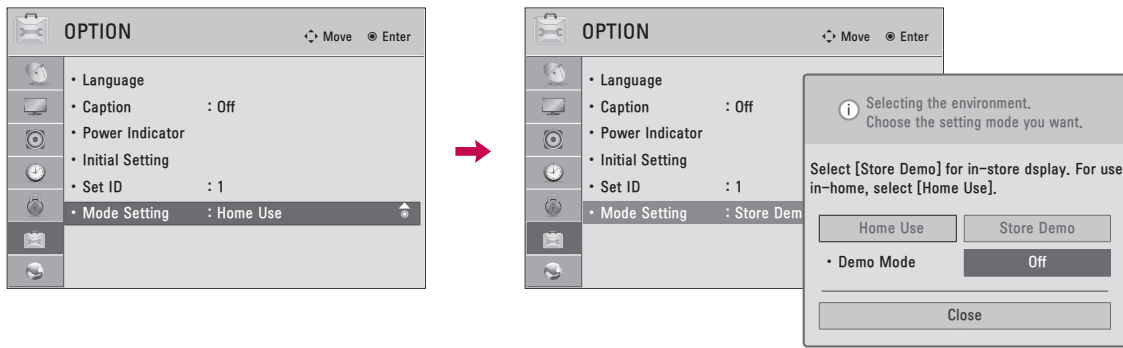 OPTION Move Enter
• Language
• Caption : Off
• Power Indicator
• Initial Setting
• Set ID : 1
• Mode Setting : Home Use
OPTION Move Enter
• Language
• Caption : Off
• Power Indicator
• Initial Setting
• Set ID : 1
• Mode Setting : Store Dem
i Selecting the environment.
Choose the setting mode you want.
Select [Store Demo] for in-store dsplay. For use
in-home, select [Home Use].
Home Use Store Demo
• Demo Mode Off
Close